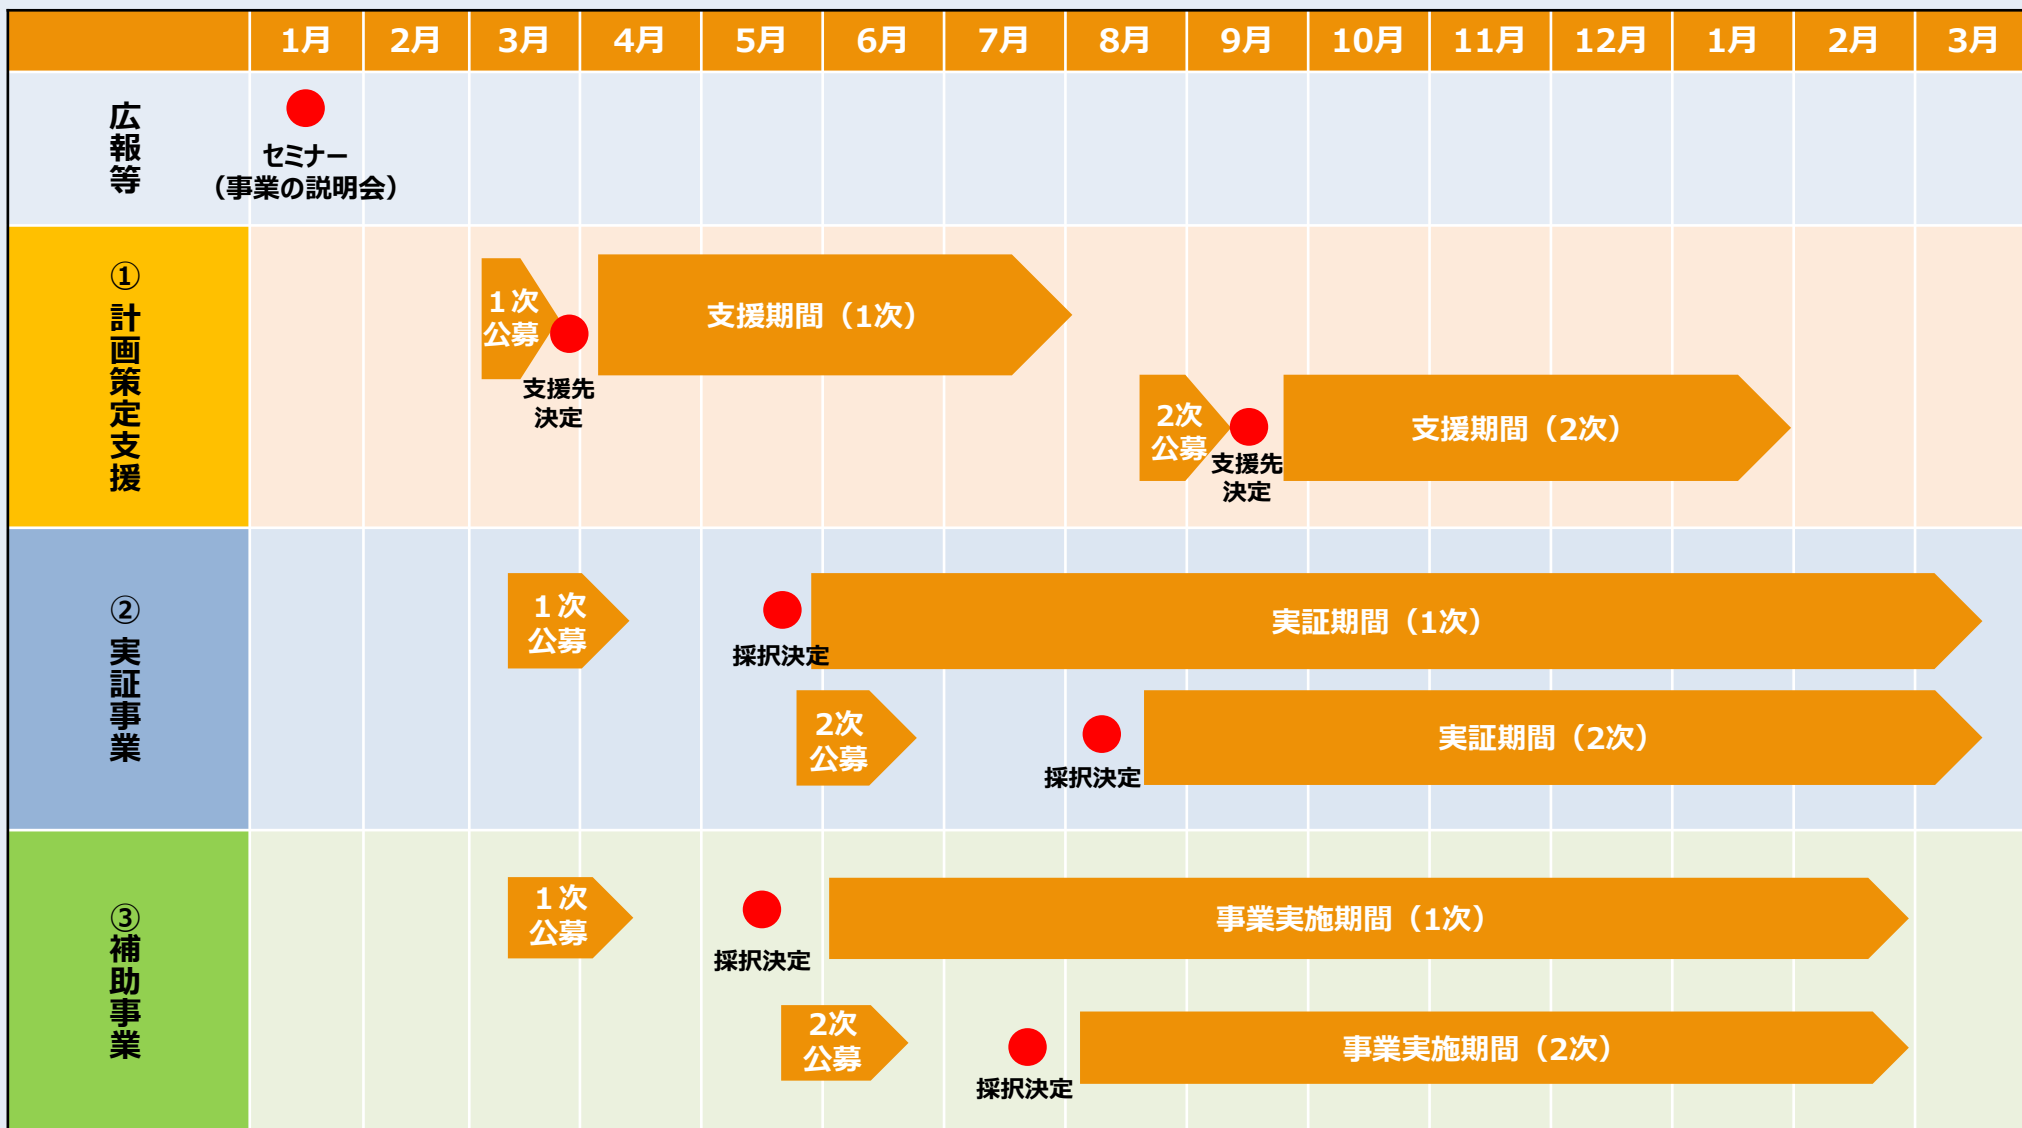 1月 2月 3月 4月 5月 6月 7月 8月 9月 10月 11月 12月 1月 2月 3月
広報等
セミナー
（事業の説明会）
①計画策定支援
１次
公募
支援先
決定
支援期間（1次）
2次
公募
支援先
決定
支援期間（2次）
②実証事業
１次
公募
採択決定
実証期間（1次）
2次
公募
採択決定
実証期間（2次）
③補助事業
１次
公募
採択決定
事業実施期間（1次）
2次
公募
採択決定
事業実施期間（2次）